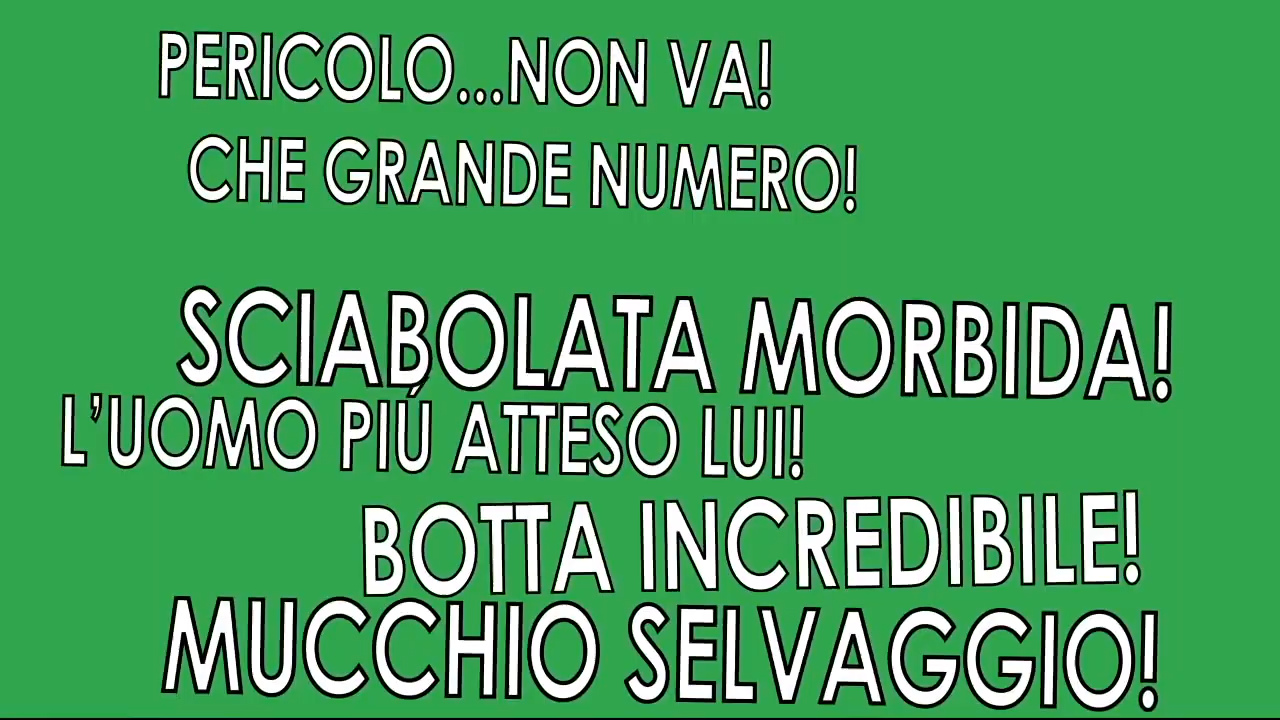 PERICOLO...NON VA!
CHE GRANDE NUMERO!
SCIABOLATA MORBIDA!
L'UOMO PIÚ ATTESO LUI!
BOTTA INCREDIBILE!
MUCCHIO SELVAGGIO!